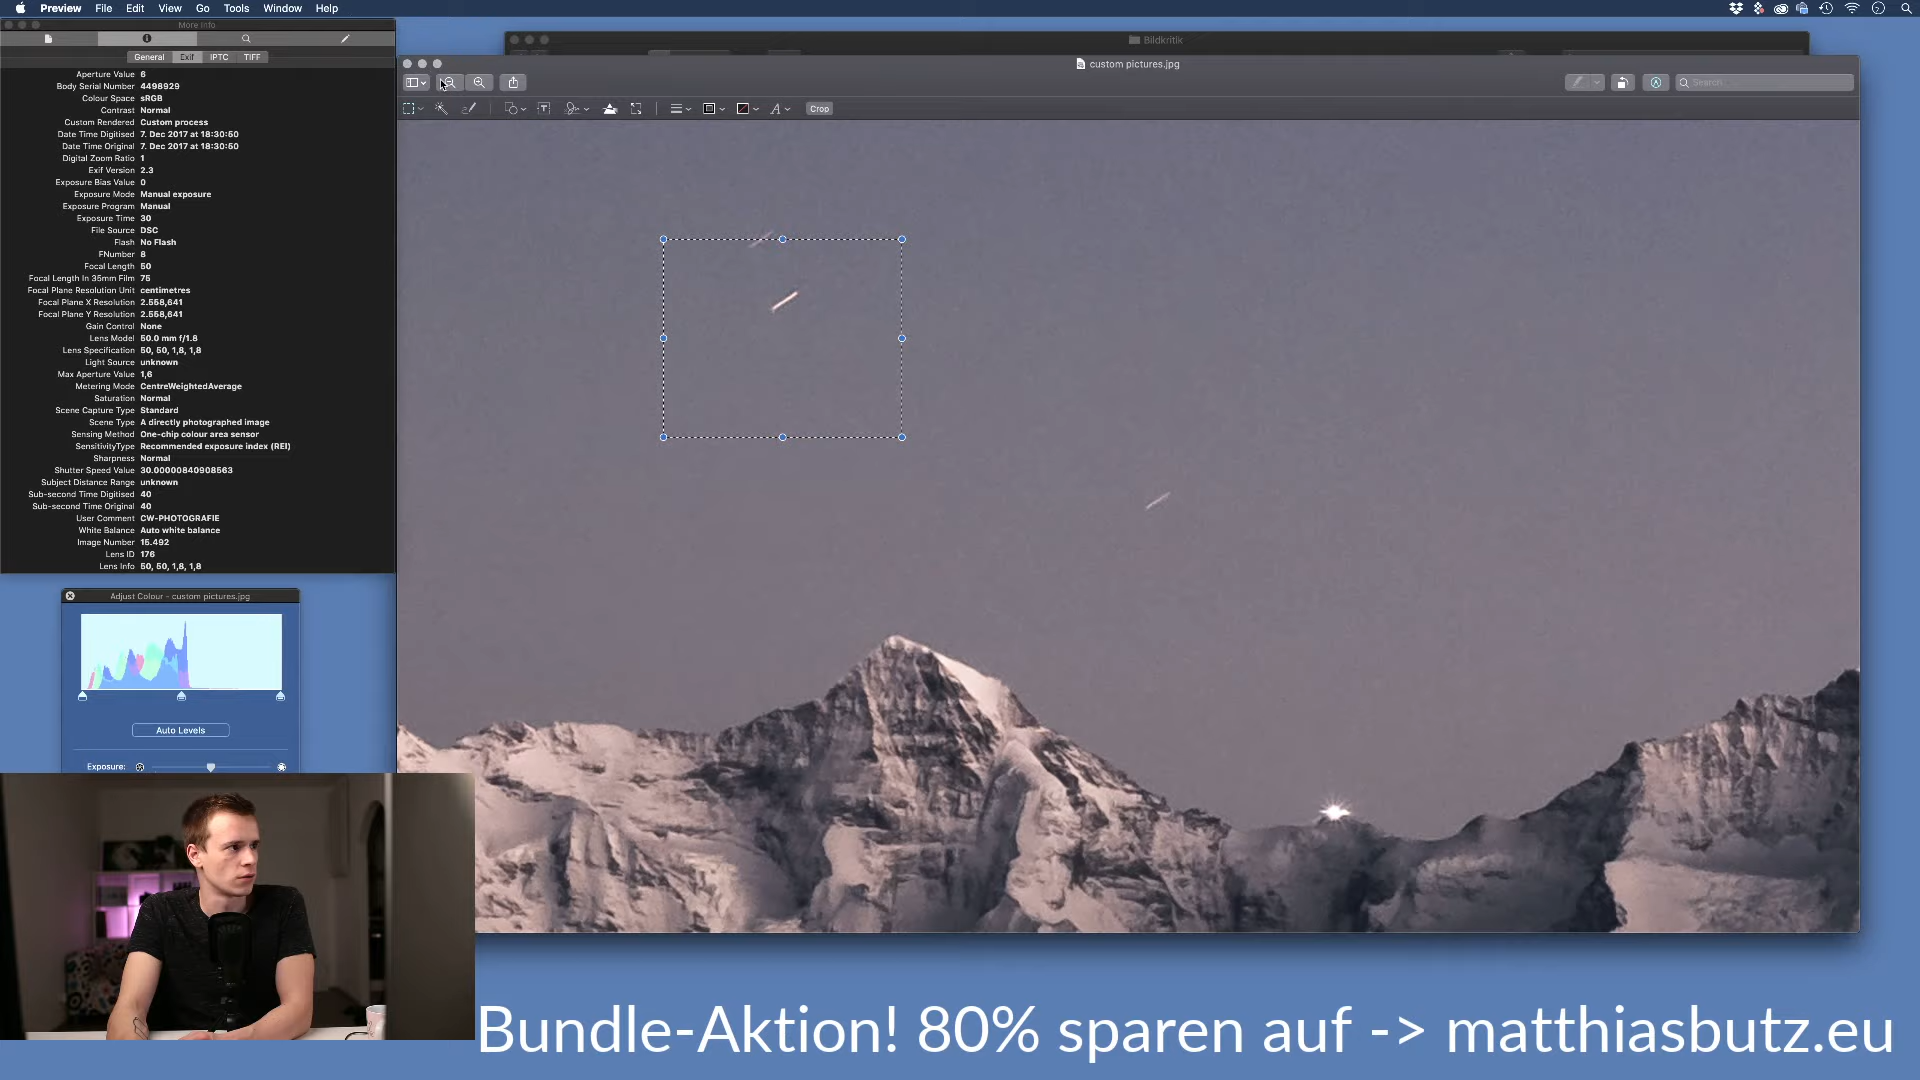 Preview File Edit View Go Tools Window Help
More Info
General Exif IPTC TIFF
Aperture Value 6
Body Serial Number 4498929
Colour Space sRGB
Contrast Normal
Custom Rendered Custom process
Date Time Digitised 7. Dec 2017 at 18:30:50
Date Time Original 7. Dec 2017 at 18:30:50
Digital Zoom Ratio 1
Exif Version 2.3
Exposure Bias Value 0
Exposure Mode Manual exposure
Exposure Program Manual
Exposure Time 30
File Source DSC
Flash No Flash
FNumber 8
Focal Length 50
Focal Length In 35mm Film 75
Focal Plane Resolution Unit centimetres
Focal Plane X Resolution 2.558,641
Focal Plane Y Resolution 2.558,641
Gain Control None
Lens Model 50.0 mm f/1.8
Lens Specification 50, 50, 1,8, 1,8
Light Source unknown
Max Aperture Value 1,6
Metering Mode CentreWeightedAverage
Saturation Normal
Scene Capture Type Standard
Scene Type A directly photographed image
Sensing Method One-chip colour area sensor
SensitivityType Recommended exposure index (REI)
Sharpness Normal
Shutter Speed Value 30.00000840908563
Subject Distance Range unknown
Sub-second Time Digitised 40
Sub-second Time Original 40
User Comment CW-PHOTOGRAFIE
White Balance Auto white balance
Image Number 15.492
Lens ID 176
Lens Info 50, 50, 1,8, 1,8
Bildkritik
custom pictures.jpg
Search
Crop
Adjust Colour - custom pictures.jpg
Auto Levels
Exposure:
Bundle-Aktion! 80% sparen auf -> matthiasbutz.eu